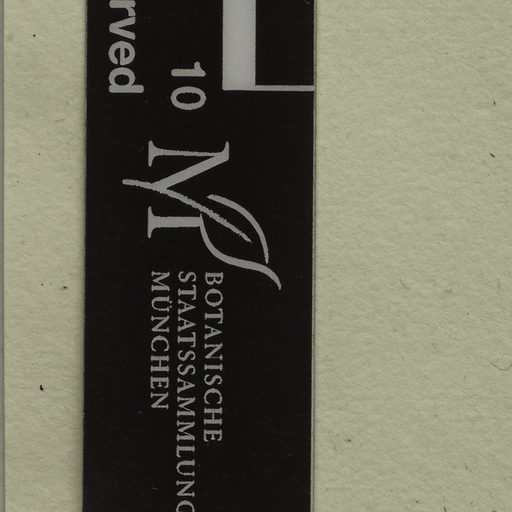 rved
10
BOTANISCHE
STAATSSAMMLUNG
MÜNCHEN